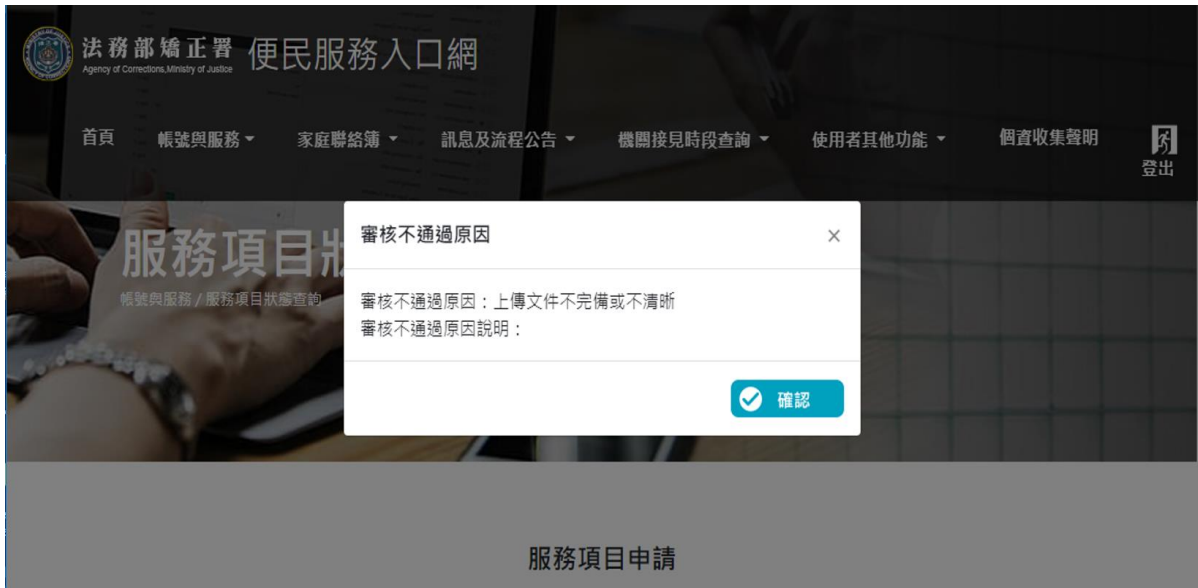 法務部矯正署 便民服務入口網
Agency of Corrections,Ministry of Justice
首頁 帳號與服務 家庭聯絡簿 訊息及流程公告 機關接見時段查詢 使用者其他功能 個資收集聲明
登出
服務項目狀
帳號與服務 / 服務項目狀態查詢
審核不通過原因 ×
審核不通過原因：上傳文件不完備或不清晰
審核不通過原因說明：
確認
服務項目申請